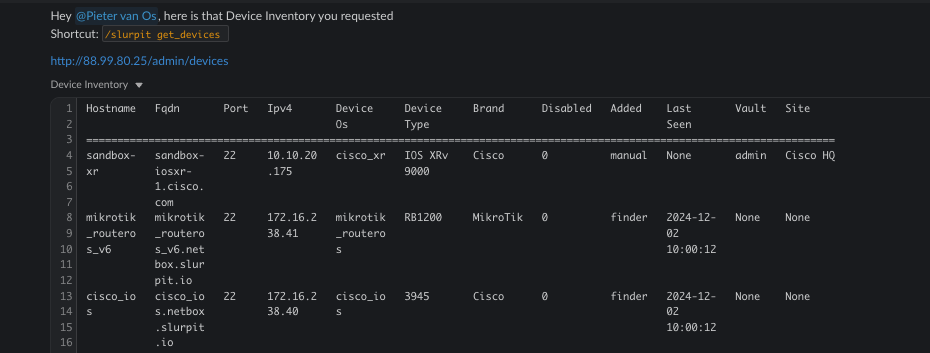 Hey @Pieter van Os, here is that Device Inventory you requested
Shortcut: /slurpit get_devices
http://88.99.80.25/admin/devices
Device Inventory ▼
1 Hostname Fqdn Port Ipv4 Device Device Brand Disabled Added Last Vault Site
2 Os Type Seen
3 ======================================================================================================================
4 sandbox- sandbox- 22 10.10.20 cisco_xr IOS XRv Cisco 0 manual None admin Cisco HQ
5 xr iosxr- .175 9000
6 1.cisco.
7 com
8 mikrotik mikrotik 22 172.16.2 mikrotik RB1200 MikroTik 0 finder 2024-12- None None
9 _routero _routero 38.41 _routero 02
10 s_v6 s_v6.net s 10:00:12
11 box.slur
12 pit.io
13 cisco_io cisco_io 22 172.16.2 cisco_io 3945 Cisco 0 finder 2024-12- None None
14 s s.netbox 38.40 s 02
15 .slurpit 10:00:12
16 .io